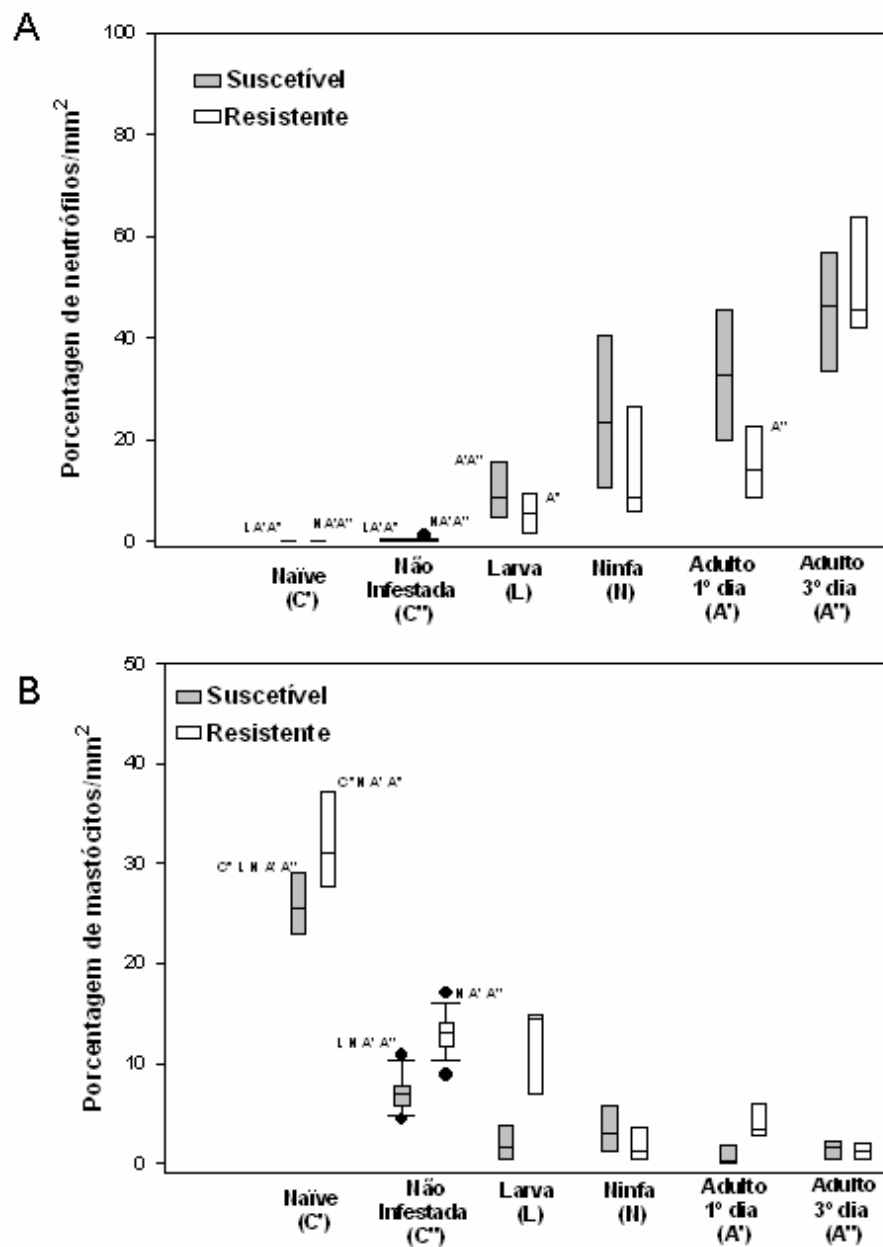 A
100
80
60
40
20
0
Porcentagen de neutrófilos/mm²
Suscetível
Resistente
L A'A"
N A'A"
LA'A"
NA'A"
A'A"
A"
A"
Naïve
(C')
Não
Infestada
(C")
Larva
(L)
Ninfa
(N)
Adulto
1º dia
(A')
Adulto
3º dia
(A")
B
50
40
30
20
10
0
Porcentagem de mastócitos/mm²
Suscetível
Resistente
C" L N A' A"
C" N A' A"
L N A' A"
N A' A"
Naïve
(C')
Não
Infestada
(C")
Larva
(L)
Ninfa
(N)
Adulto
1º dia
(A')
Adulto
3º dia
(A")